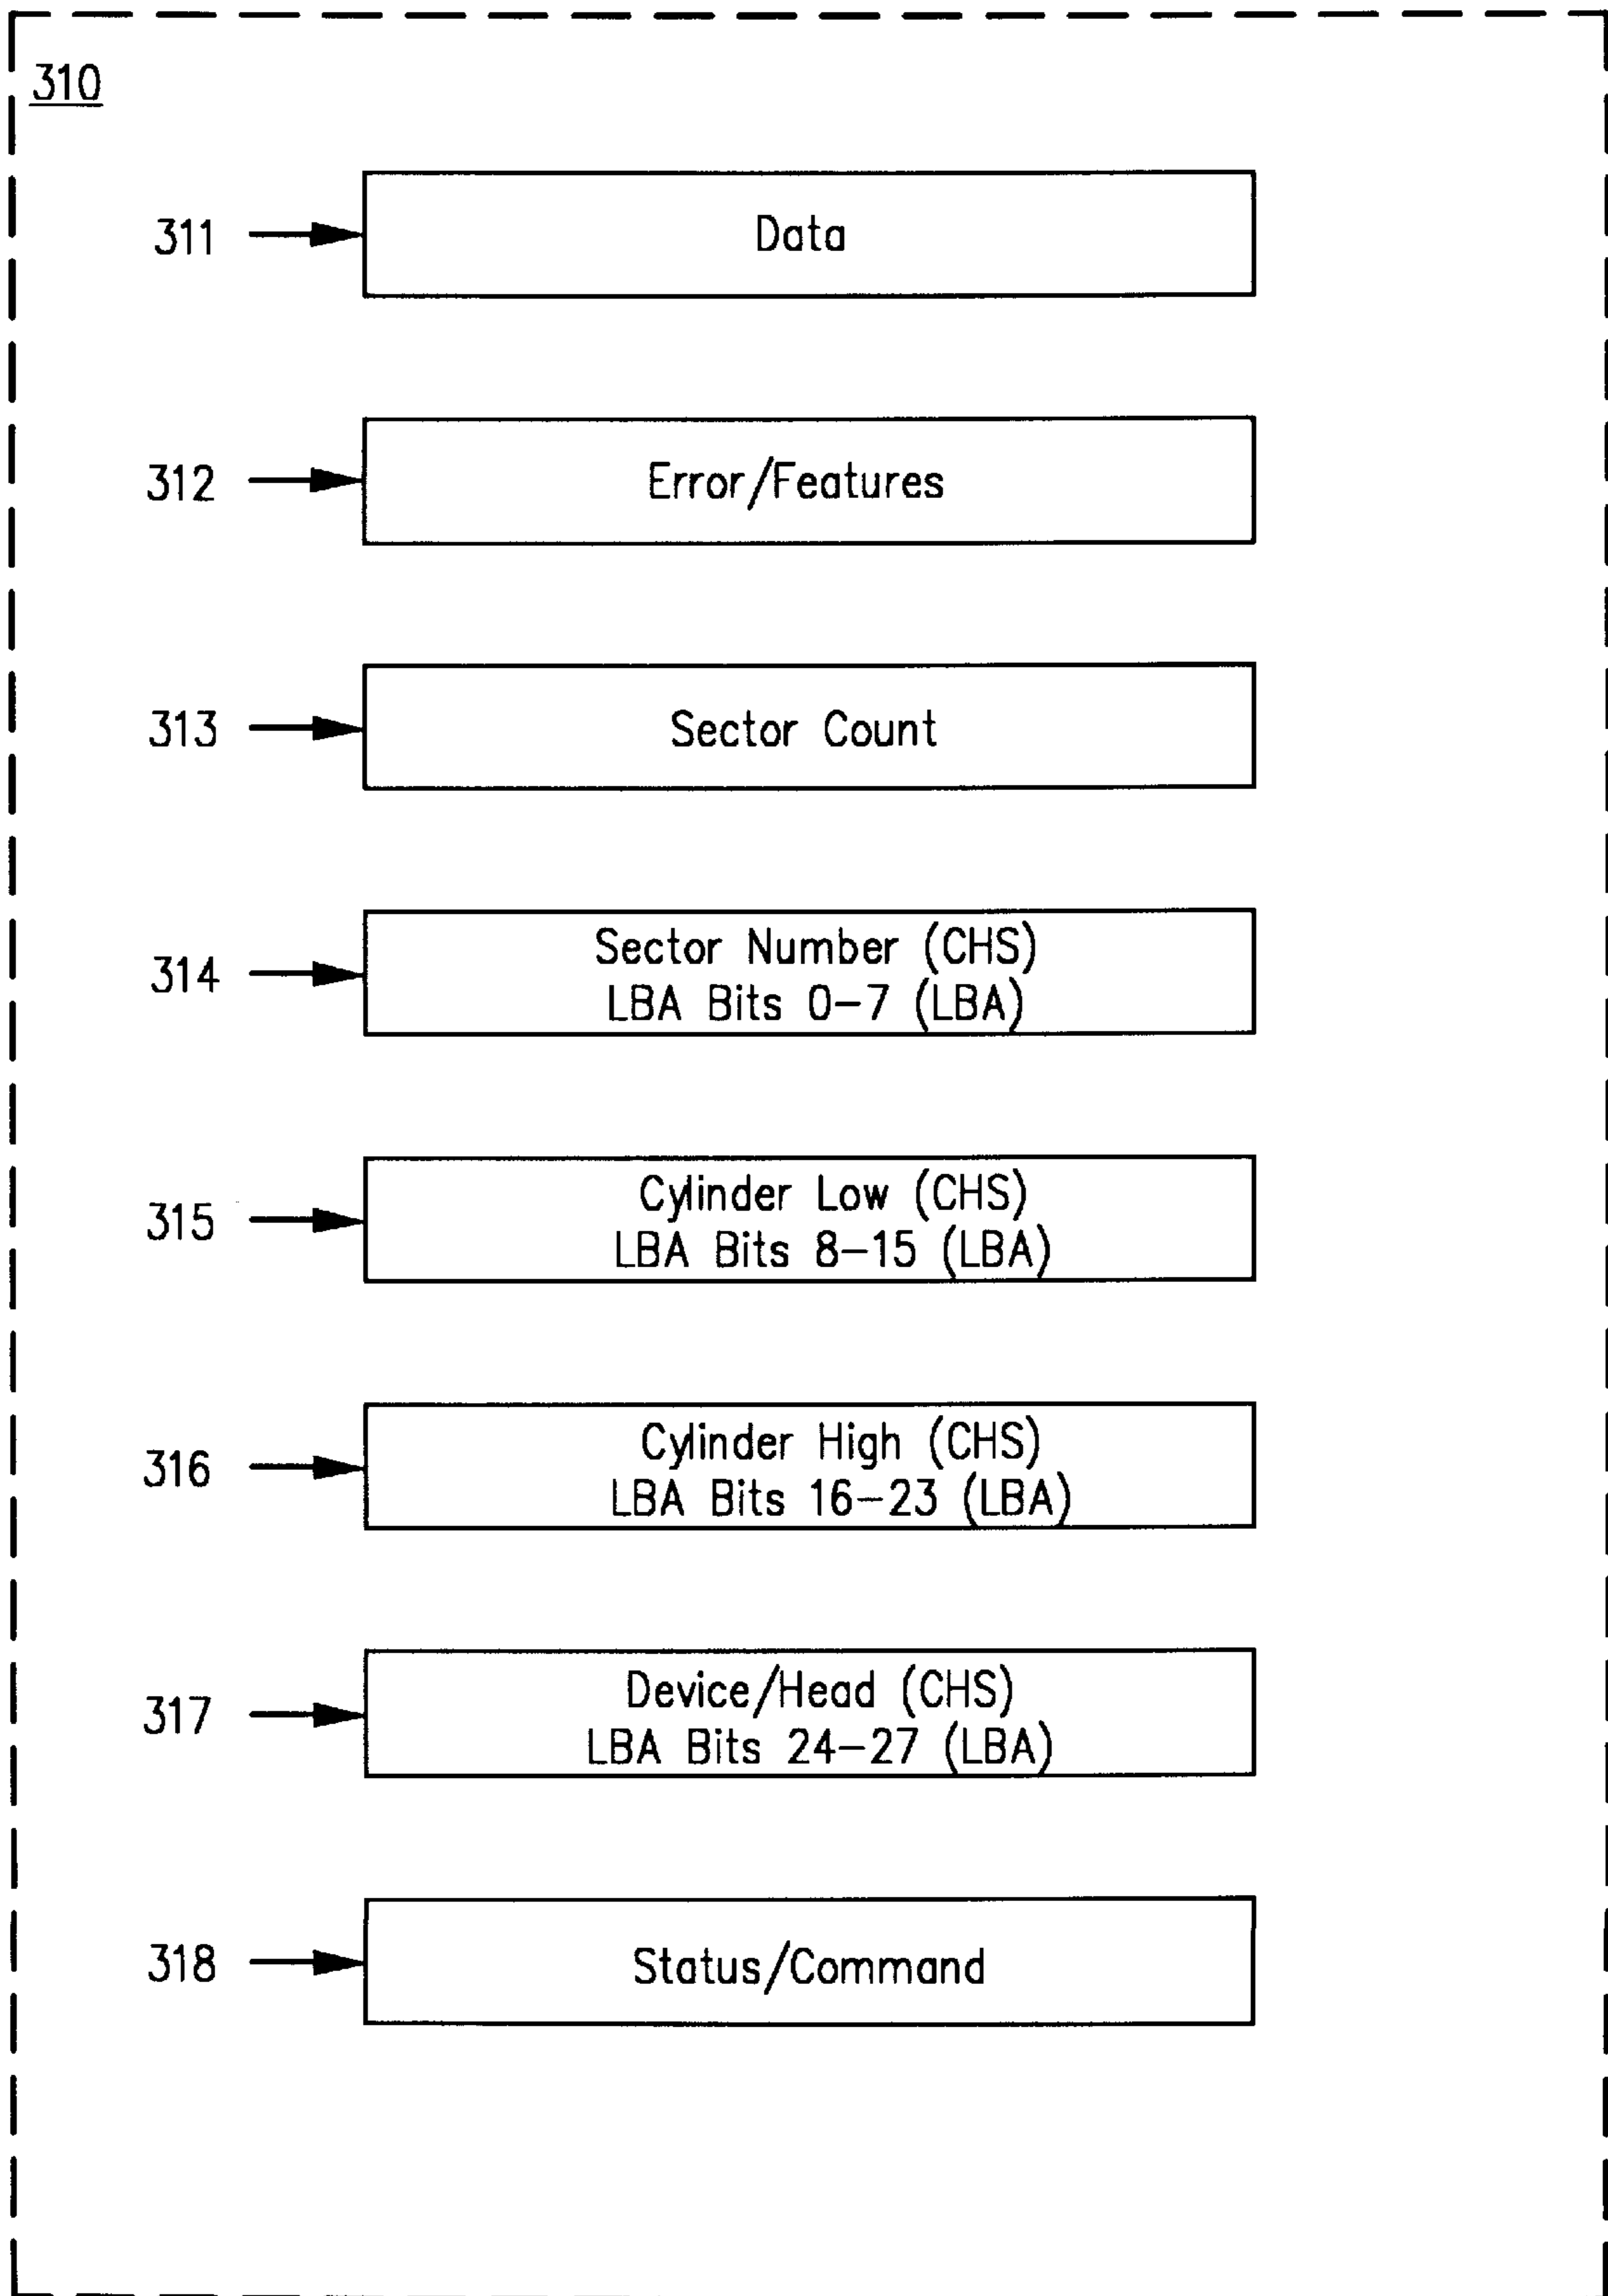 310
311
Data
312
Error/Features
313
Sector Count
314
Sector Number (CHS)
LBA Bits 0-7 (LBA)
315
Cylinder Low (CHS)
LBA Bits 8-15 (LBA)
316
Cylinder High (CHS)
LBA Bits 16-23 (LBA)
317
Device/Head (CHS)
LBA Bits 24-27 (LBA)
318
Status/Command